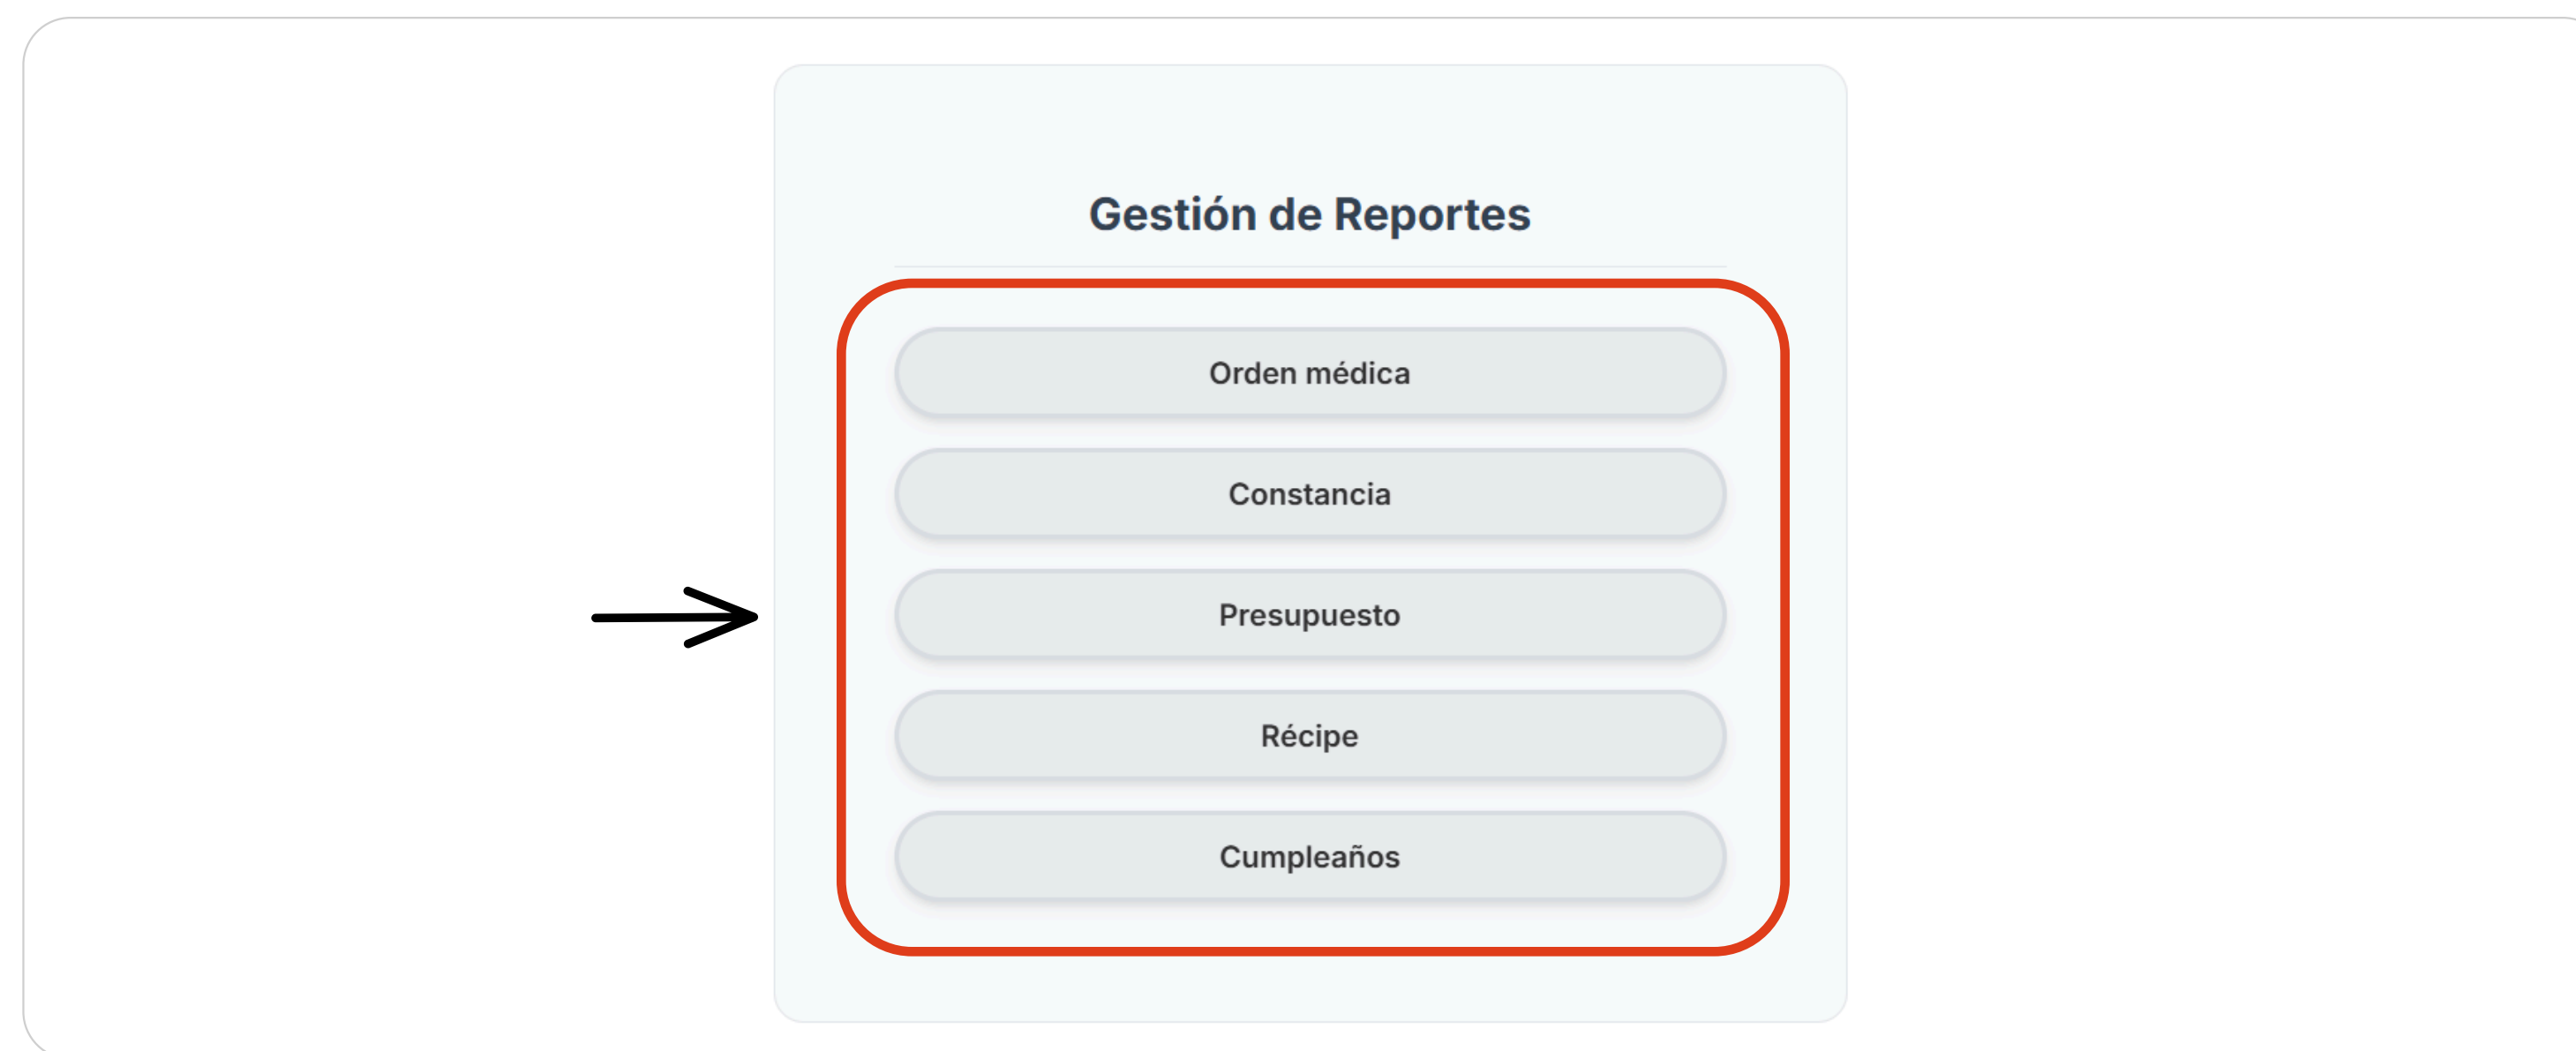 Gestión de Reportes
Orden médica
Constancia
Presupuesto
Récipe
Cumpleaños